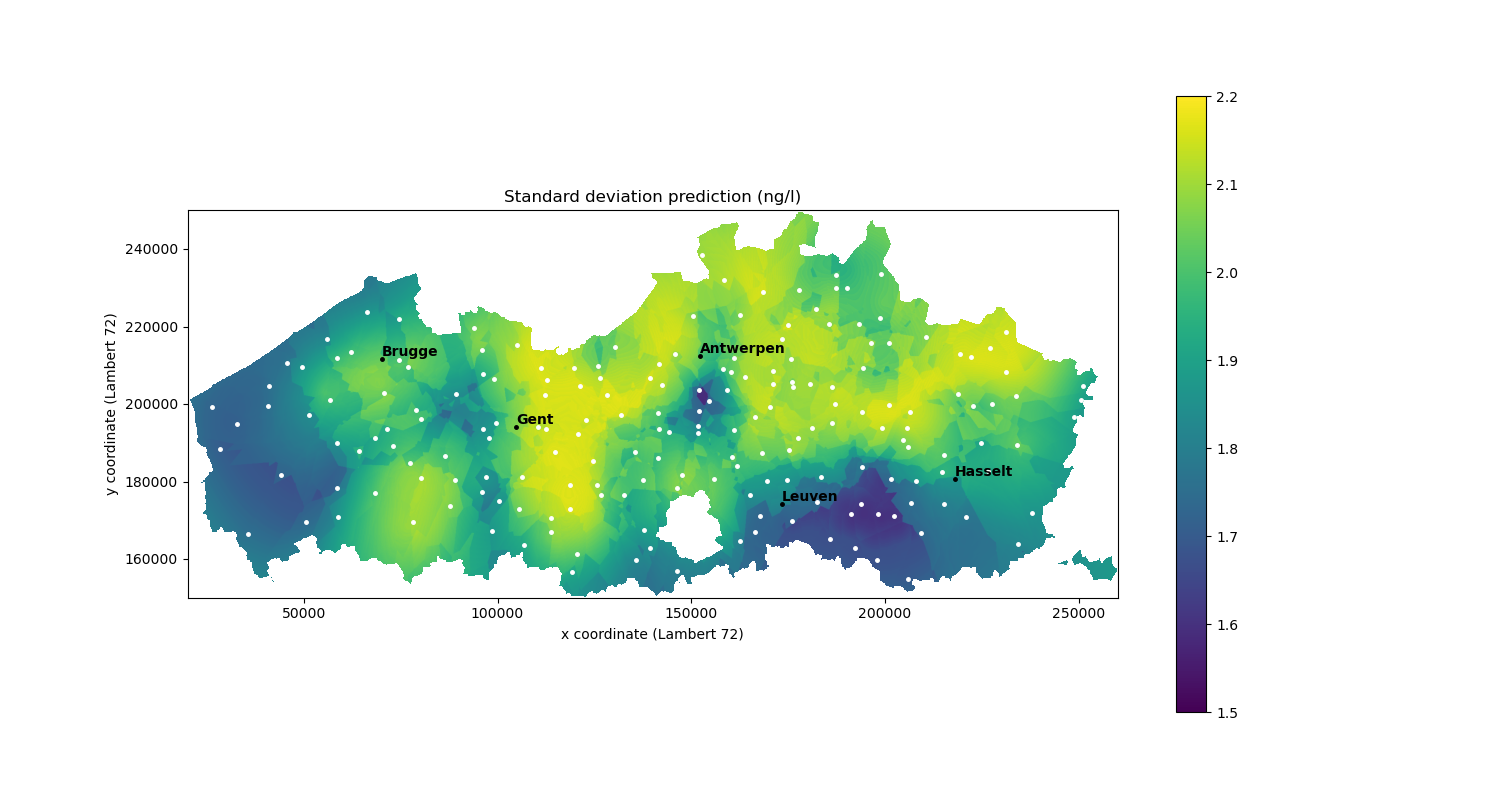 Standard deviation prediction (ng/l)
y coordinate (Lambert 72)
240000
220000
200000
180000
160000
Brugge
Antwerpen
Gent
Hasselt
Leuven
50000 100000 150000 200000 250000
x coordinate (Lambert 72)
2.2
2.1
2.0
1.9
1.8
1.7
1.6
1.5